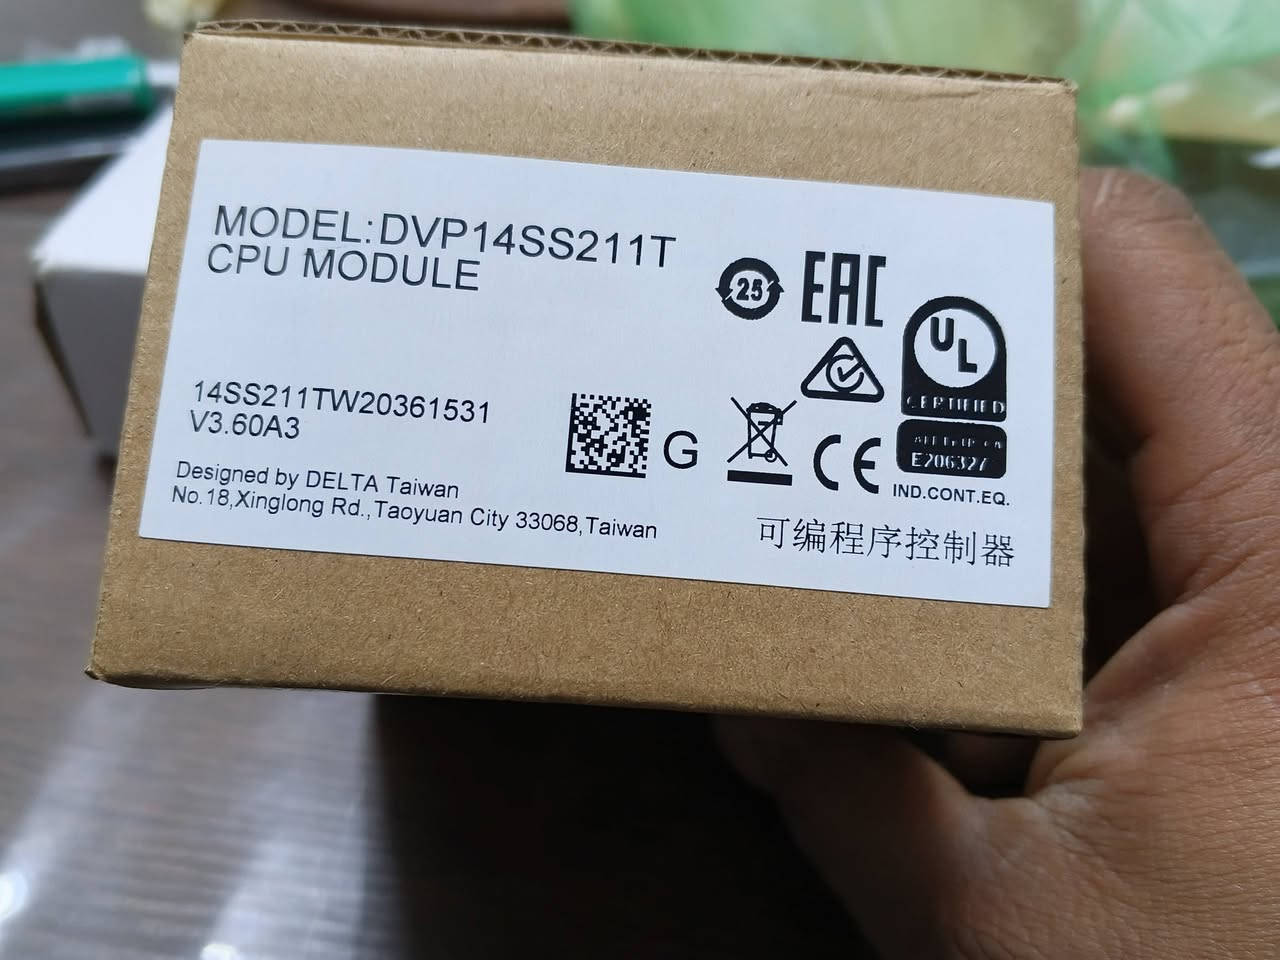 MODEL:DVP14SS211T
CPU MODULE
25
EAC
UL
CERTIFIED
E206327
IND.CONT.EQ.
14SS211TW20361531
V3.60A3
G
CE
Designed by DELTA Taiwan
No.18,Xinglong Rd.,Taoyuan City 33068,Taiwan
可编程序控制器